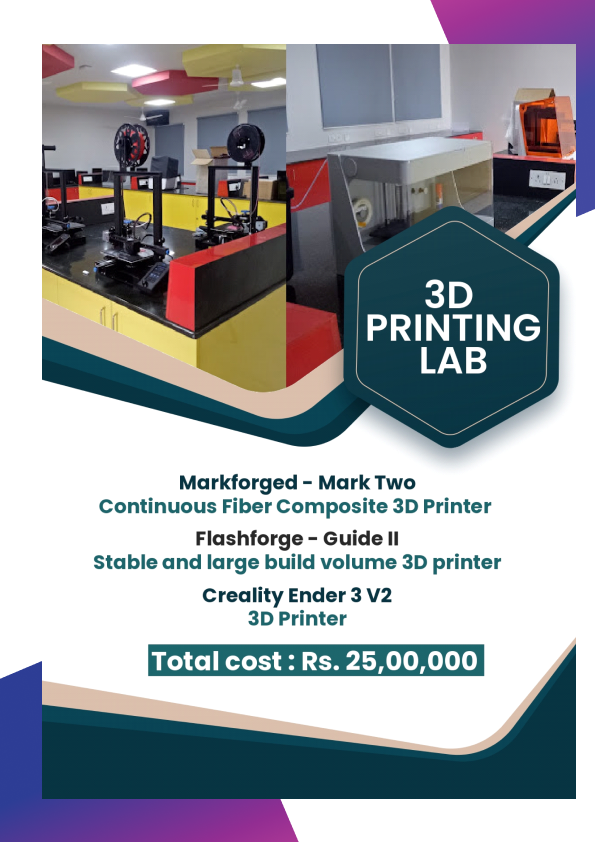 3D
PRINTING
LAB
Markforged - Mark Two
Continuous Fiber Composite 3D Printer
Flashforge - Guide II
Stable and large build volume 3D printer
Creality Ender 3 V2
3D Printer
Total cost : Rs. 25,00,000